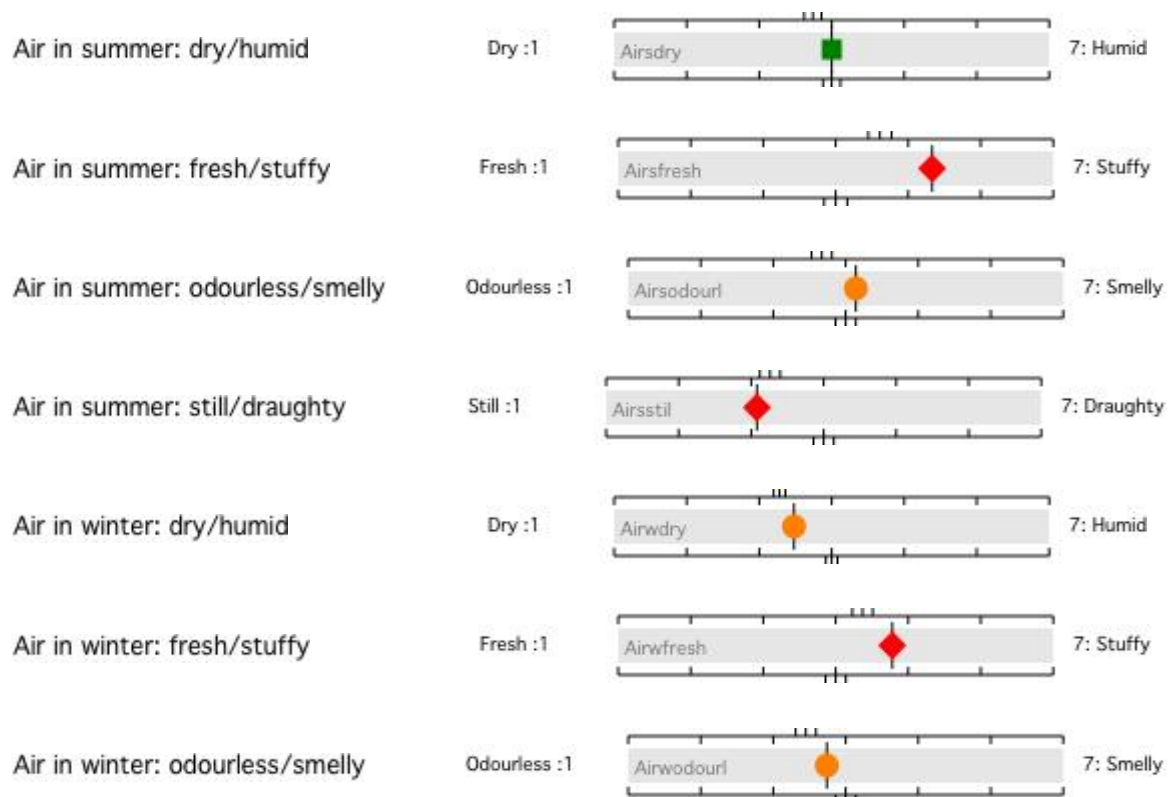 Air in summer: dry/humid Dry :1 Airsdry 7: Humid
Air in summer: fresh/stuffy Fresh :1 Airsfresh 7: Stuffy
Air in summer: odourless/smelly Odourless :1 Airsodourl 7: Smelly
Air in summer: still/draughty Still :1 Airsstil 7: Draughty
Air in winter: dry/humid Dry :1 Airwdry 7: Humid
Air in winter: fresh/stuffy Fresh :1 Airwfresh 7: Stuffy
Air in winter: odourless/smelly Odourless :1 Airwodourl 7: Smelly